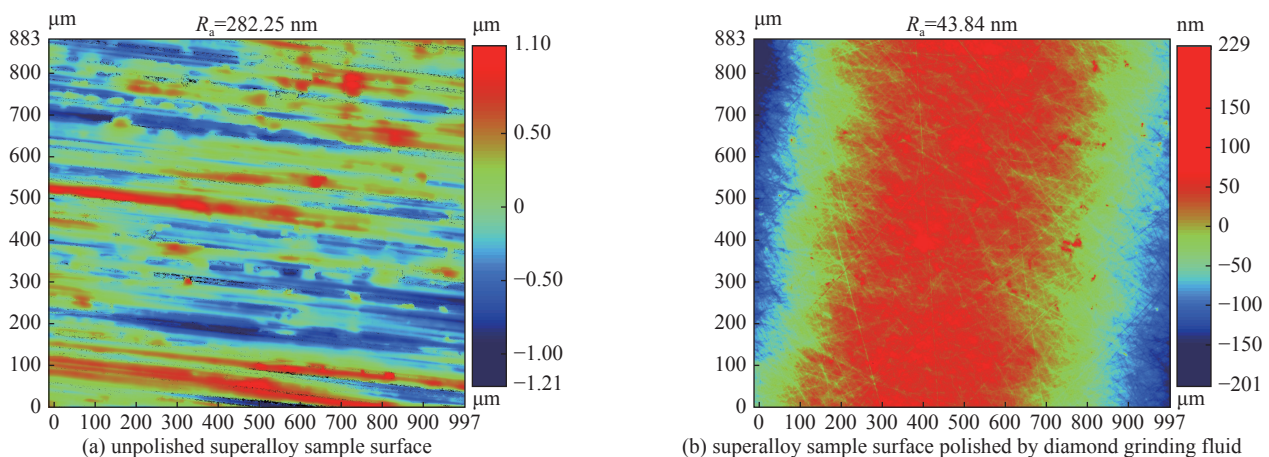 μm
Rₐ=282.25 nm
μm
883
800
700
600
500
400
300
200
100
0
0 100 200 300 400 500 600 700 800 900 997
1.10
0.50
0
−0.50
−1.00
−1.21
μm
(a) unpolished superalloy sample surface
μm
Rₐ=43.84 nm
nm
883
800
700
600
500
400
300
200
100
0
0 100 200 300 400 500 600 700 800 900 997
229
150
100
50
0
−50
−100
−150
−201
μm
(b) superalloy sample surface polished by diamond grinding fluid